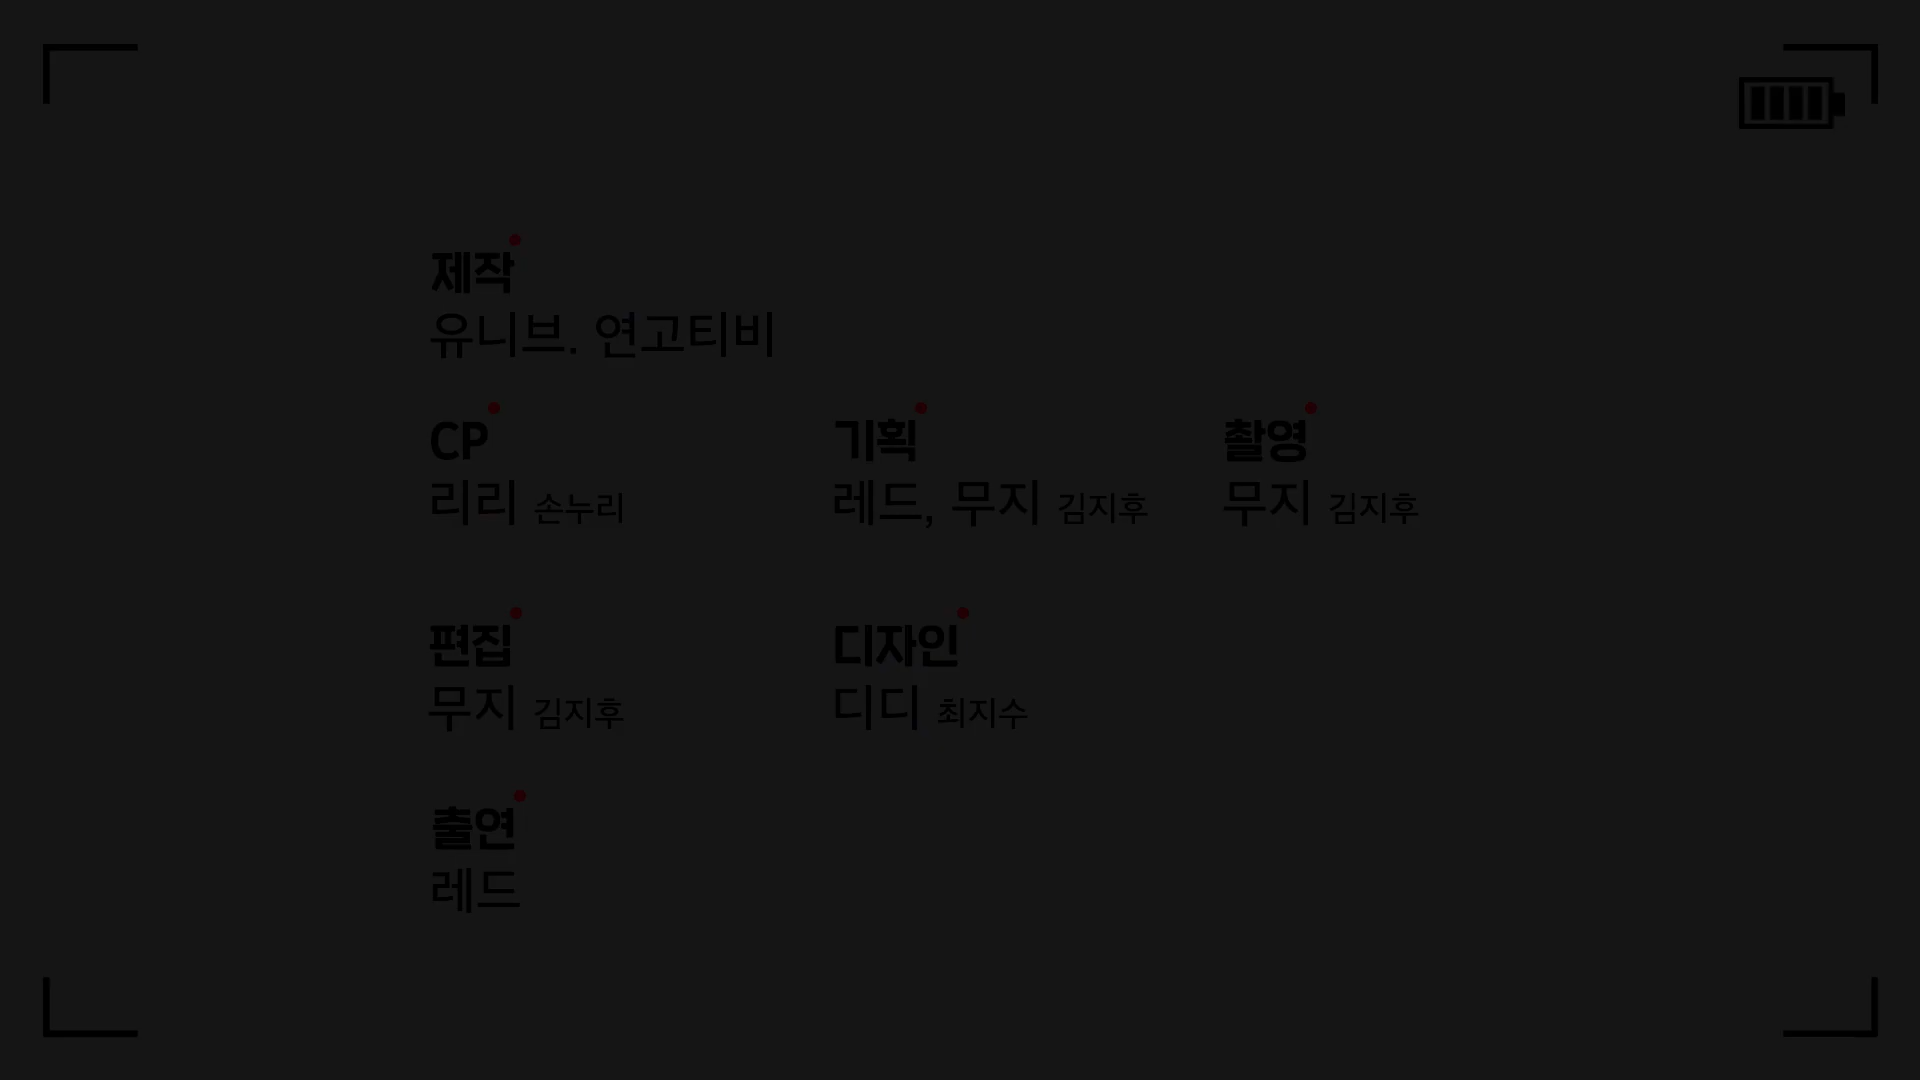 제작
유니브. 연고티비
CP
리리 손누리
기획
레드, 무지 김지후
촬영
무지 김지후
편집
무지 김지후
디자인
디디 최지수
출연
레드